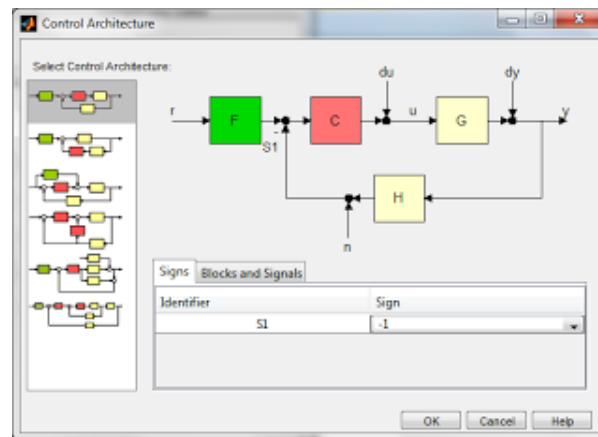 Control Architecture
Select Control Architecture:
du
dy
r
F
C
u
G
y
S1
-
H
n
Signs
Blocks and Signals
Identifier
Sign
S1
-1
OK
Cancel
Help